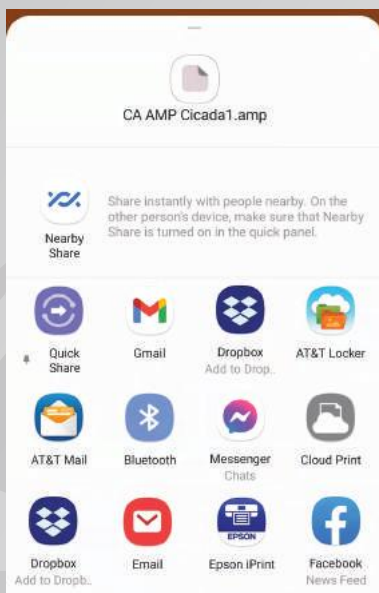 CA AMP Cicada1.amp
Share instantly with people nearby. On the
other person's device, make sure that Nearby
Share is turned on in the quick panel.
Nearby
Share
Quick
Share
Gmail
Dropbox
Add to Drop..
AT&T Locker
AT&T Mail
Bluetooth
Messenger
Chats
Cloud Print
EPSON
Dropbox
Add to Dropb..
Email
Epson iPrint
Facebook
News Feed